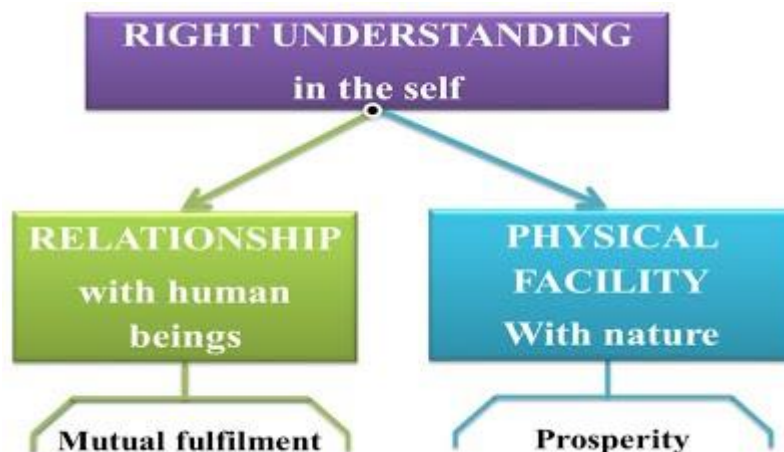 RIGHT UNDERSTANDING
in the self
RELATIONSHIP
with human
beings
PHYSICAL
FACILITY
With nature
Mutual fulfilment
Prosperity